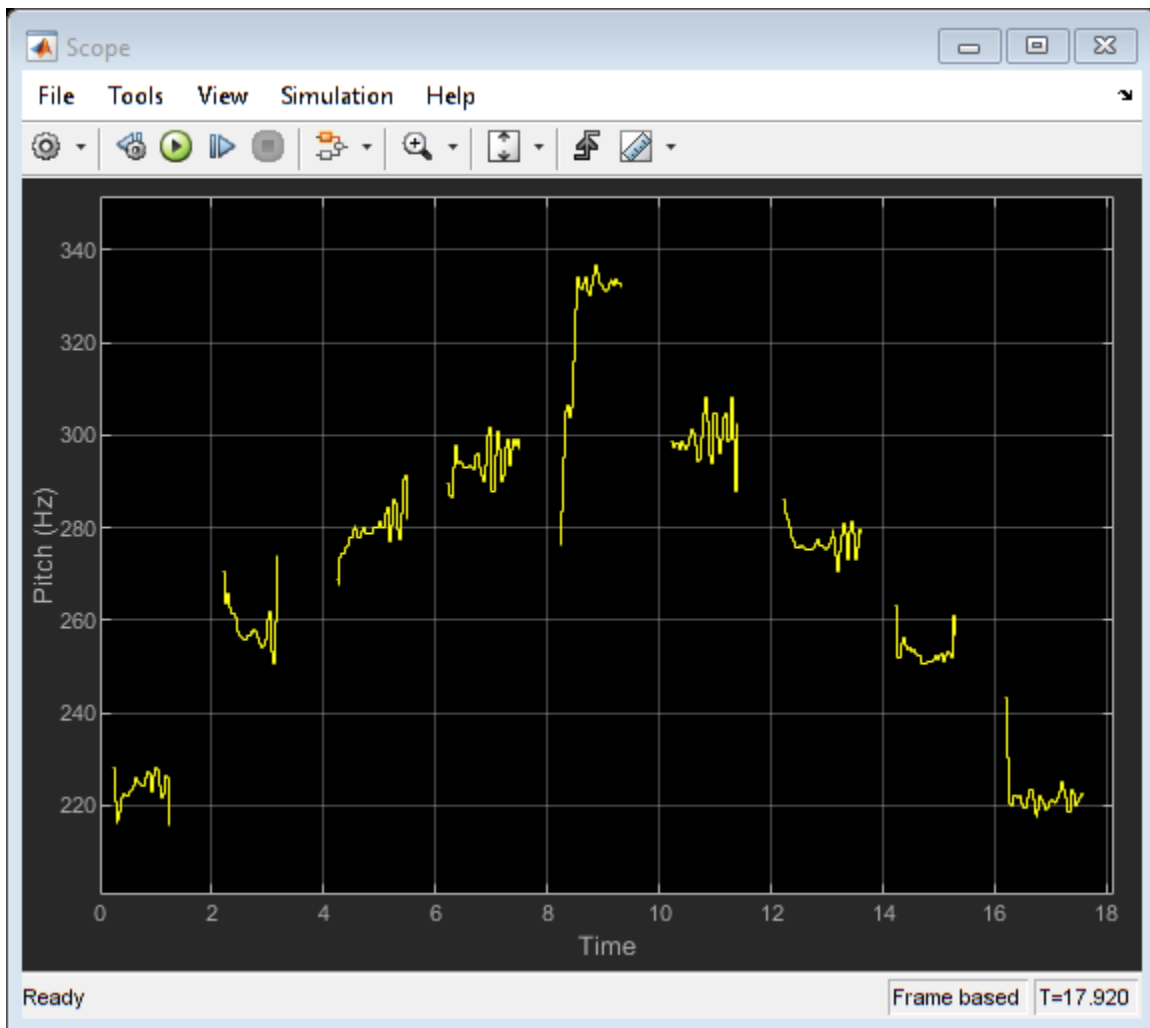 Scope
File Tools View Simulation Help
340
320
300
280
260
240
220
Pitch (Hz)
0 2 4 6 8 10 12 14 16 18
Time
Ready Frame based T=17.920